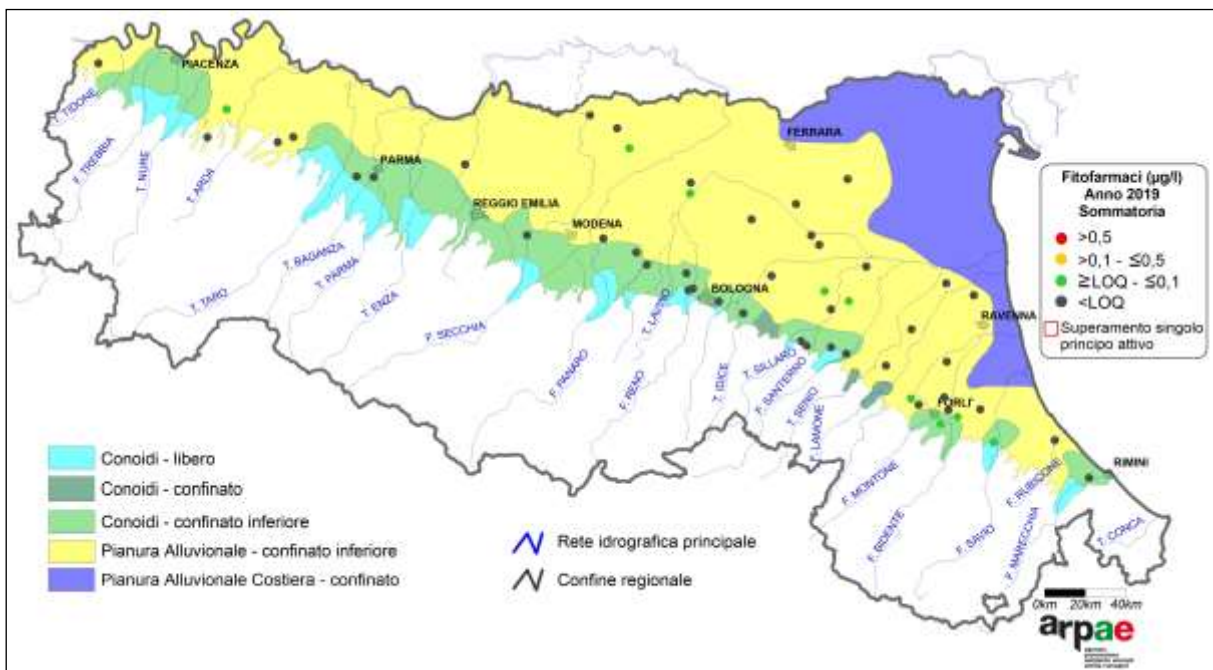 PIACENZA
T. TIDONE
F. TREBBIA
T. NURE
T. ARDA
PARMA
REGGIO EMILIA
MODENA
FERRARA
BOLOGNA
RAVENNA
FORLI'
RIMINI
T. TARO
T. BAGANZA
T. PARMA
T. ENZA
F. SECCHIA
F. PANARO
F. RENO
T. LAVINO
T. IDICE
T. SILLARO
F. SANTERNO
T. SENIO
F. LAMONE
F. MONTONE
F. BIDENTE
F. SAVIO
F. RUBICONE
F. MARECCHIA
T. CONCA
Fitofarmaci (µg/l)
Anno 2019
Sommatoria
>0,5
>0,1 - ≤0,5
≥LOQ - ≤0,1
<LOQ
Superamento singolo
principo attivo
Conoidi - libero
Conoidi - confinato
Conoidi - confinato inferiore
Pianura Alluvionale - confinato inferiore
Pianura Alluvionale Costiera - confinato
Rete idrografica principale
Confine regionale
0km 20km 40km
arpae